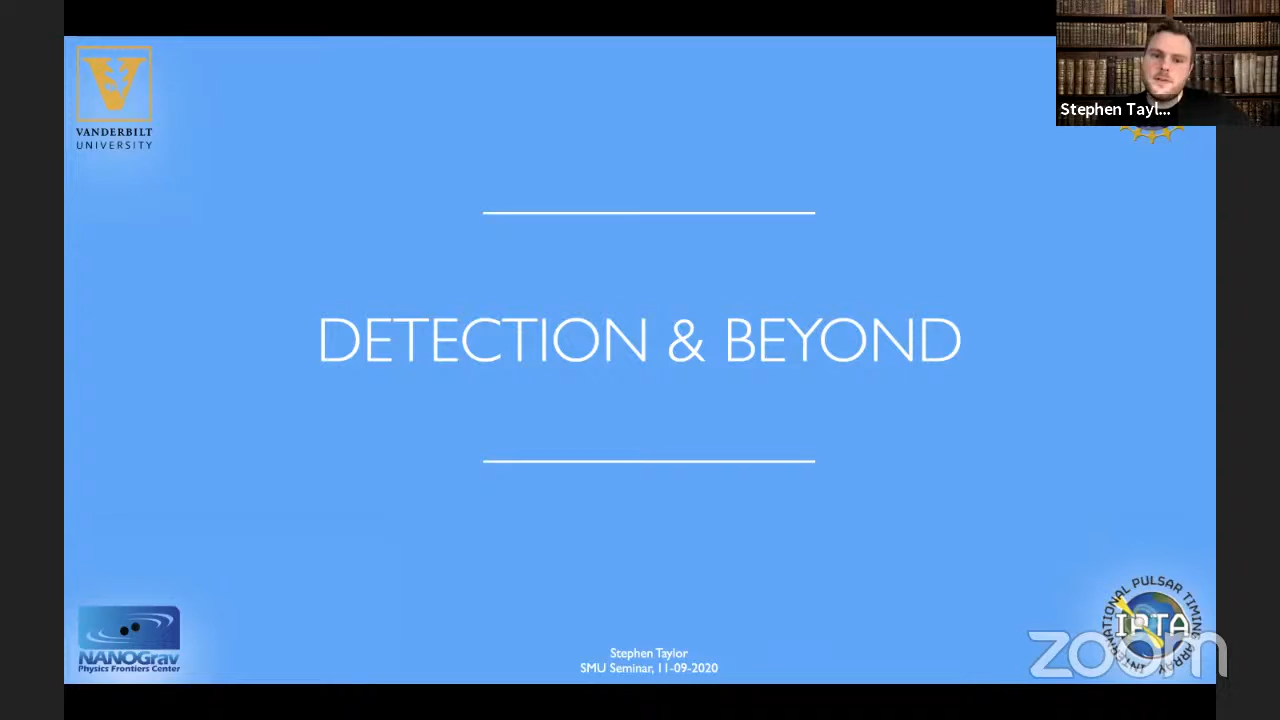 VANDERBILT
UNIVERSITY
Stephen Tayl...
DETECTION & BEYOND
NANOGrav
Physics Frontiers Center
Stephen Taylor
SMU Seminar, 11-09-2020
INTERNATIONAL PULSAR TIMING ARRAY
IPTA
zoom